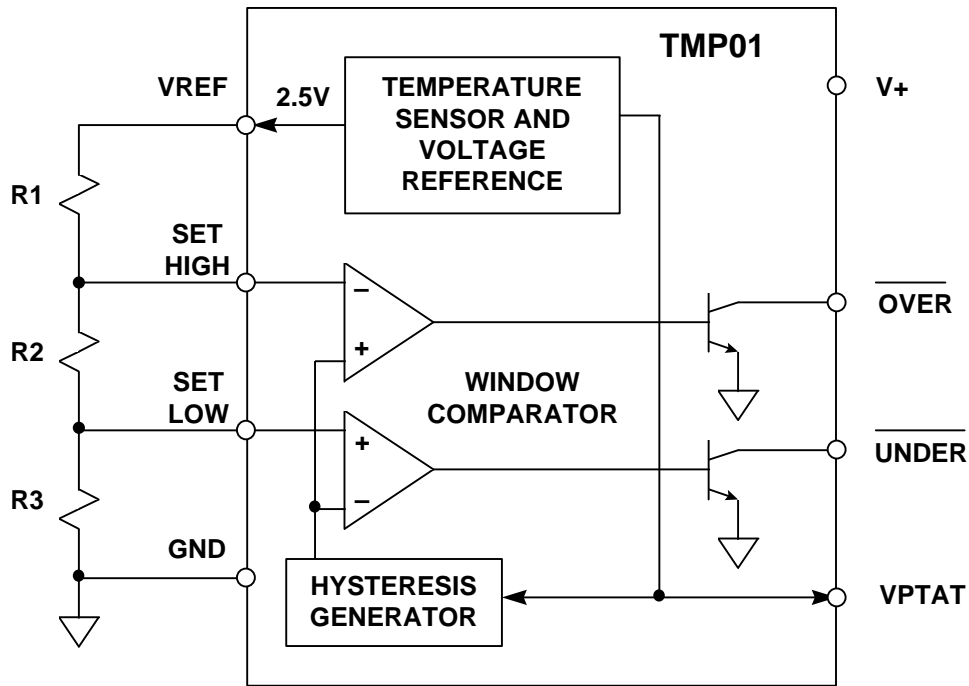 TMP01
VREF
2.5V
TEMPERATURE
SENSOR AND
VOLTAGE
REFERENCE
V+
R1
SET
HIGH
−
+
OVER
R2
SET
LOW
WINDOW
COMPARATOR
+
−
UNDER
R3
GND
HYSTERESIS
GENERATOR
VPTAT